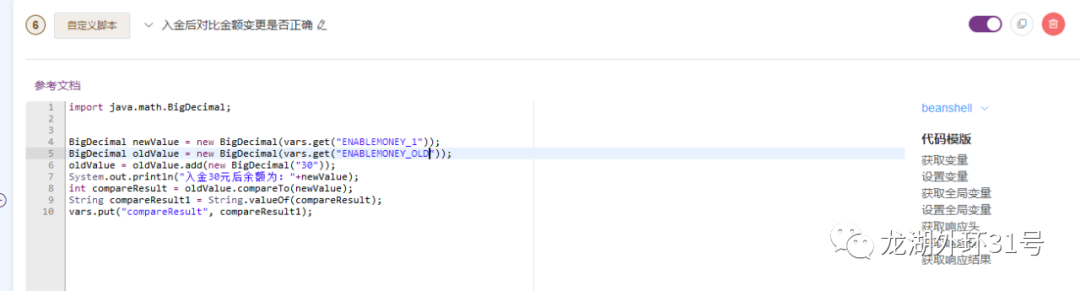 6 自定义脚本 入金后对比金额变更是否正确
参考文档
1 import java.math.BigDecimal;
2
3
4 BigDecimal newValue = new BigDecimal(vars.get("ENABLEMONEY_1"));
5 BigDecimal oldValue = new BigDecimal(vars.get("ENABLEMONEY_OLD"));
6 oldValue = oldValue.add(new BigDecimal("30"));
7 System.out.println("入金30元后余额为："+newValue);
8 int compareResult = oldValue.compareTo(newValue);
9 String compareResult1 = String.valueOf(compareResult);
10 vars.put("compareResult", compareResult1);
beanshell
代码模版
获取变量
设置变量
获取全局变量
设置全局变量
获取响应头
获取响应结果
龙湖外环31号